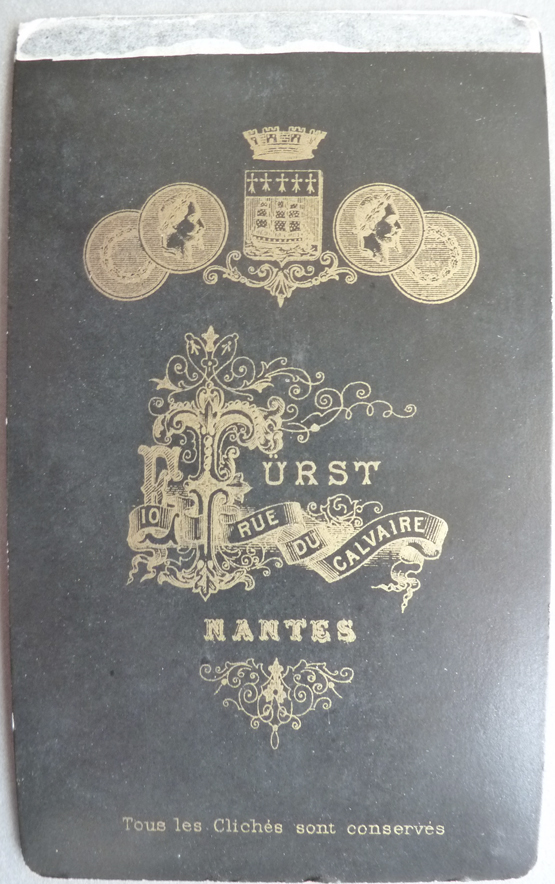 E. FÜRST
10 RUE DU CALVAIRE
NANTES
Tous les Clichés sont conservés